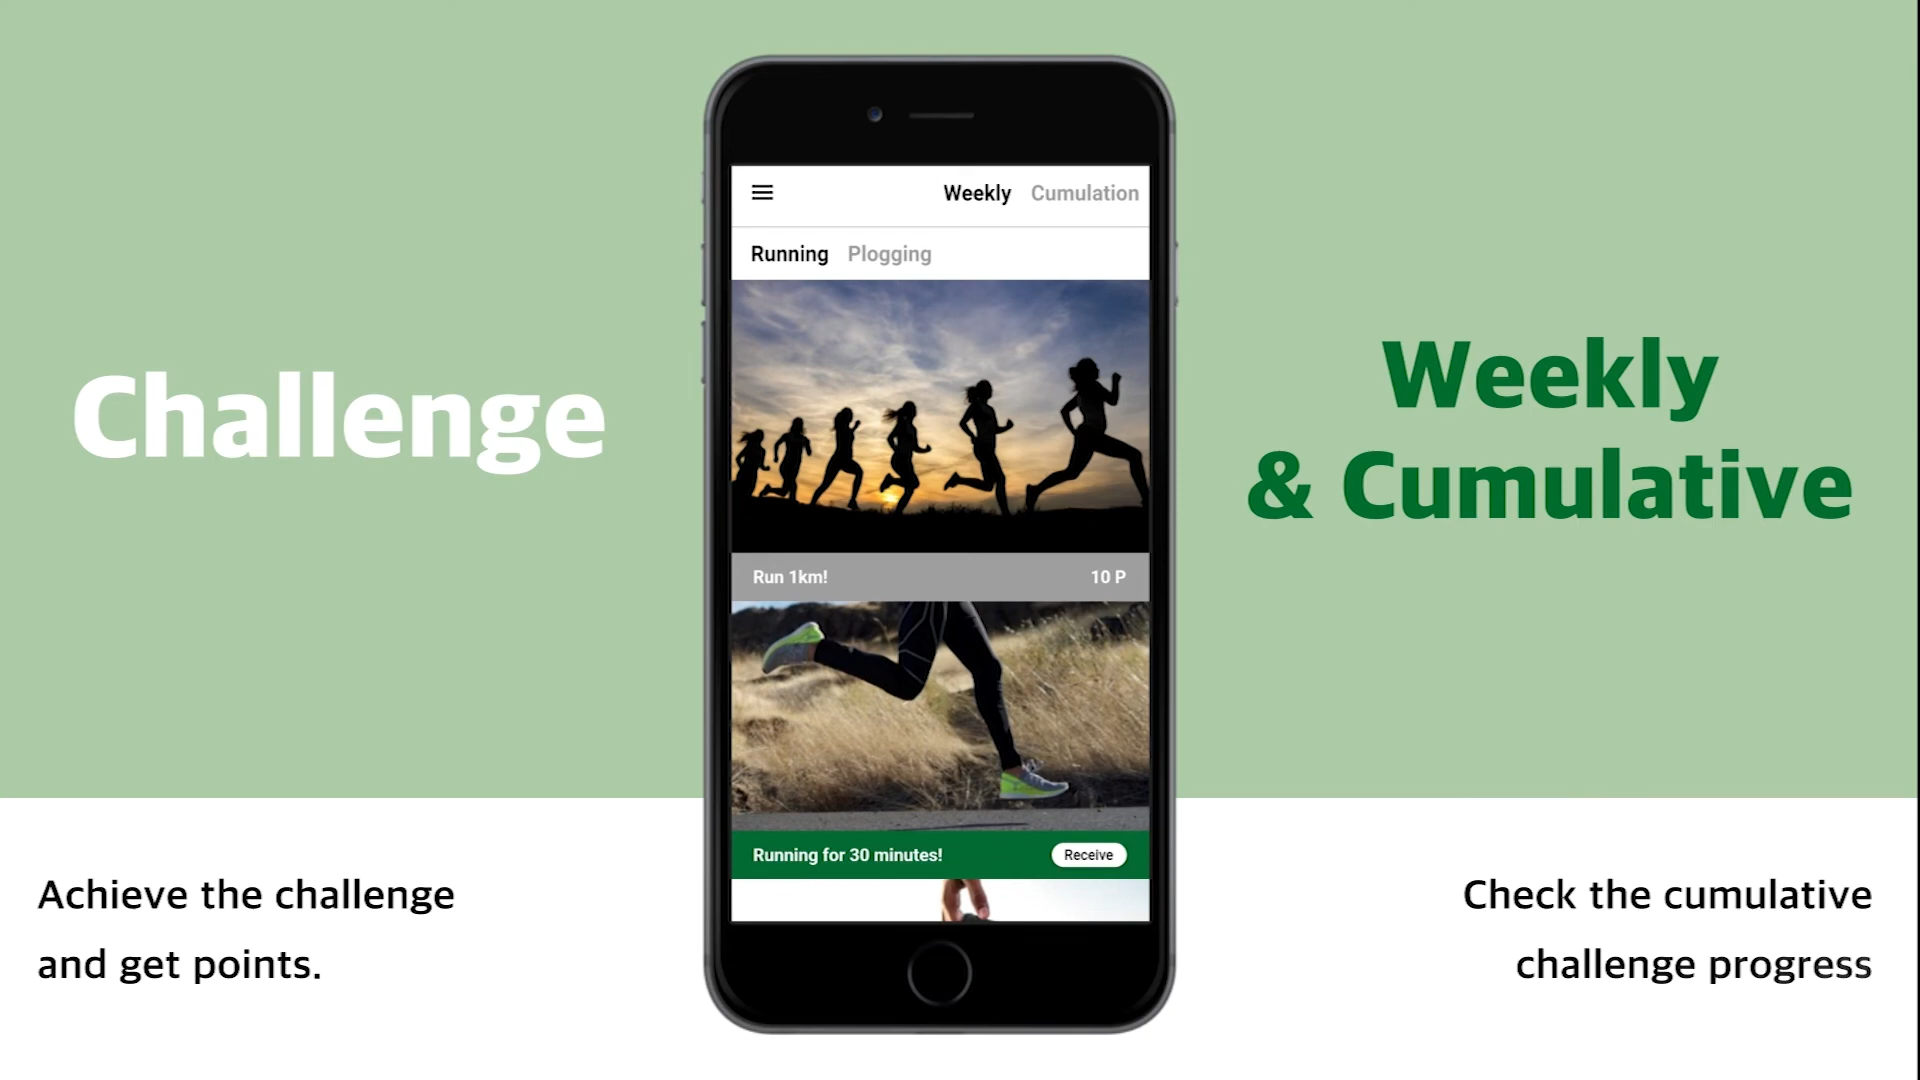 Challenge
Achieve the challenge
and get points.
Weekly Cumulation
Running Plogging
Run 1km! 10 P
Running for 30 minutes! Receive
Weekly
& Cumulative
Check the cumulative
challenge progress